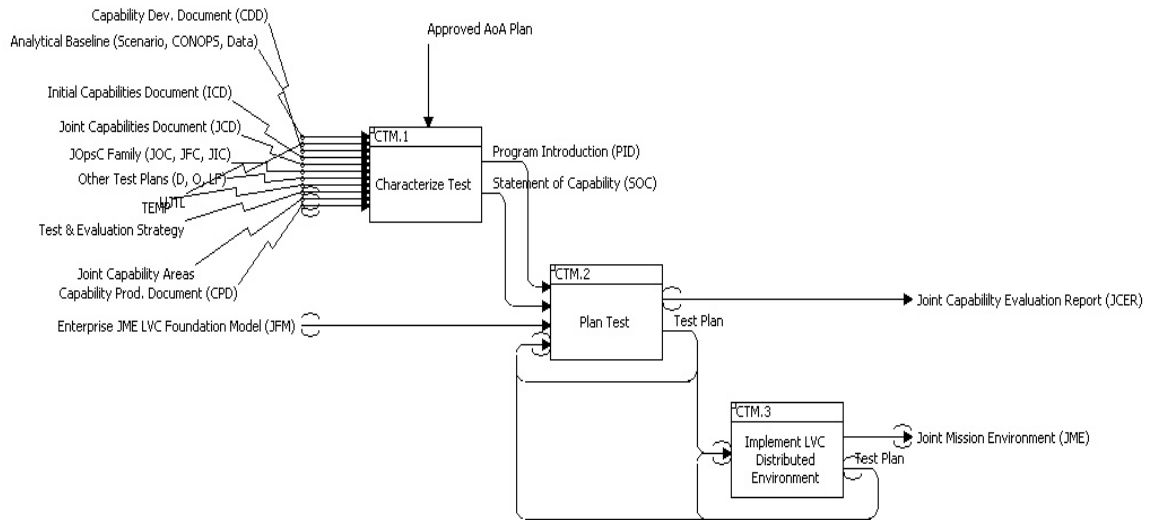 Capability Dev. Document (CDD)
Analytical Baseline (Scenario, CONOPS, Data)
Approved AoA Plan
Initial Capabilities Document (ICD)
Joint Capabilities Document (JCD)
JOpsC Family (JOC, JFC, JIC)
Other Test Plans (D, O, LF)
UJTL
TEMP
Test & Evaluation Strategy
Joint Capability Areas
Capability Prod. Document (CPD)
Enterprise JME LVC Foundation Model (JFM)
CTM.1
Characterize Test
Program Introduction (PID)
Statement of Capability (SOC)
CTM.2
Plan Test
Test Plan
Joint Capabililty Evaluation Report (JCER)
CTM.3
Implement LVC
Distributed
Environment
Test Plan
Joint Mission Environment (JME)